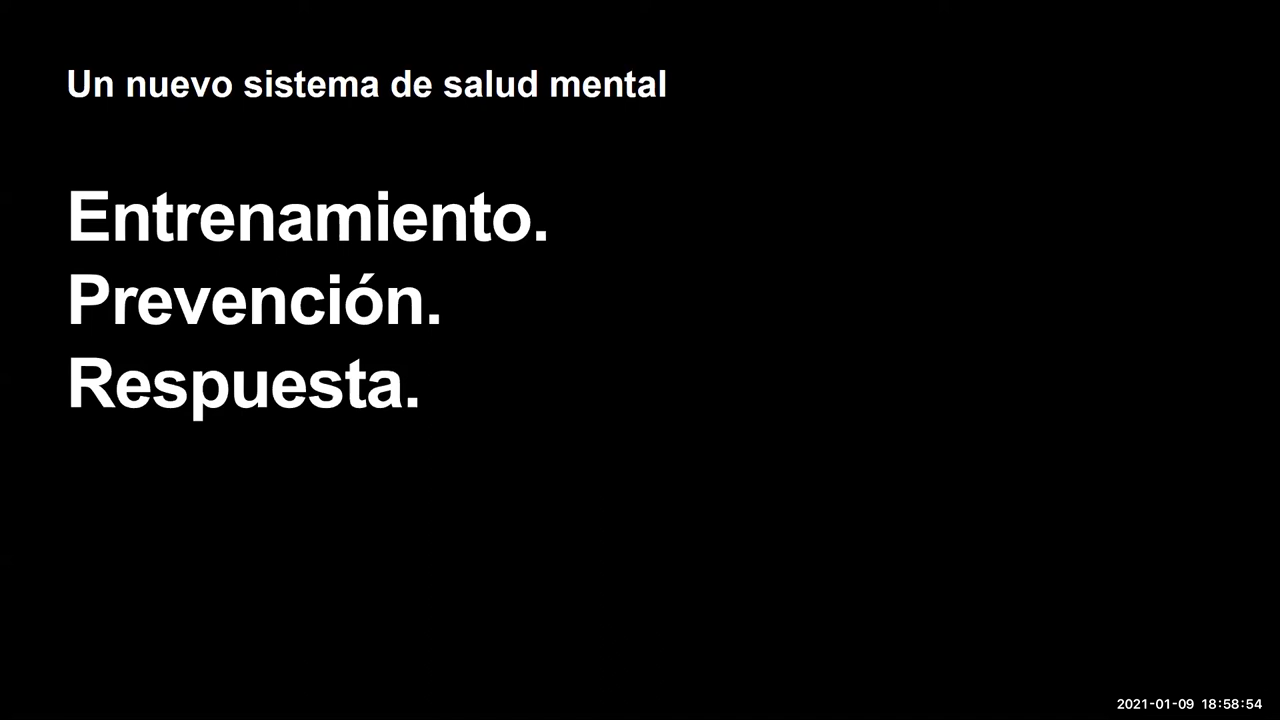 Un nuevo sistema de salud mental
Entrenamiento.
Prevención.
Respuesta.
2021-01-09 18:58:54